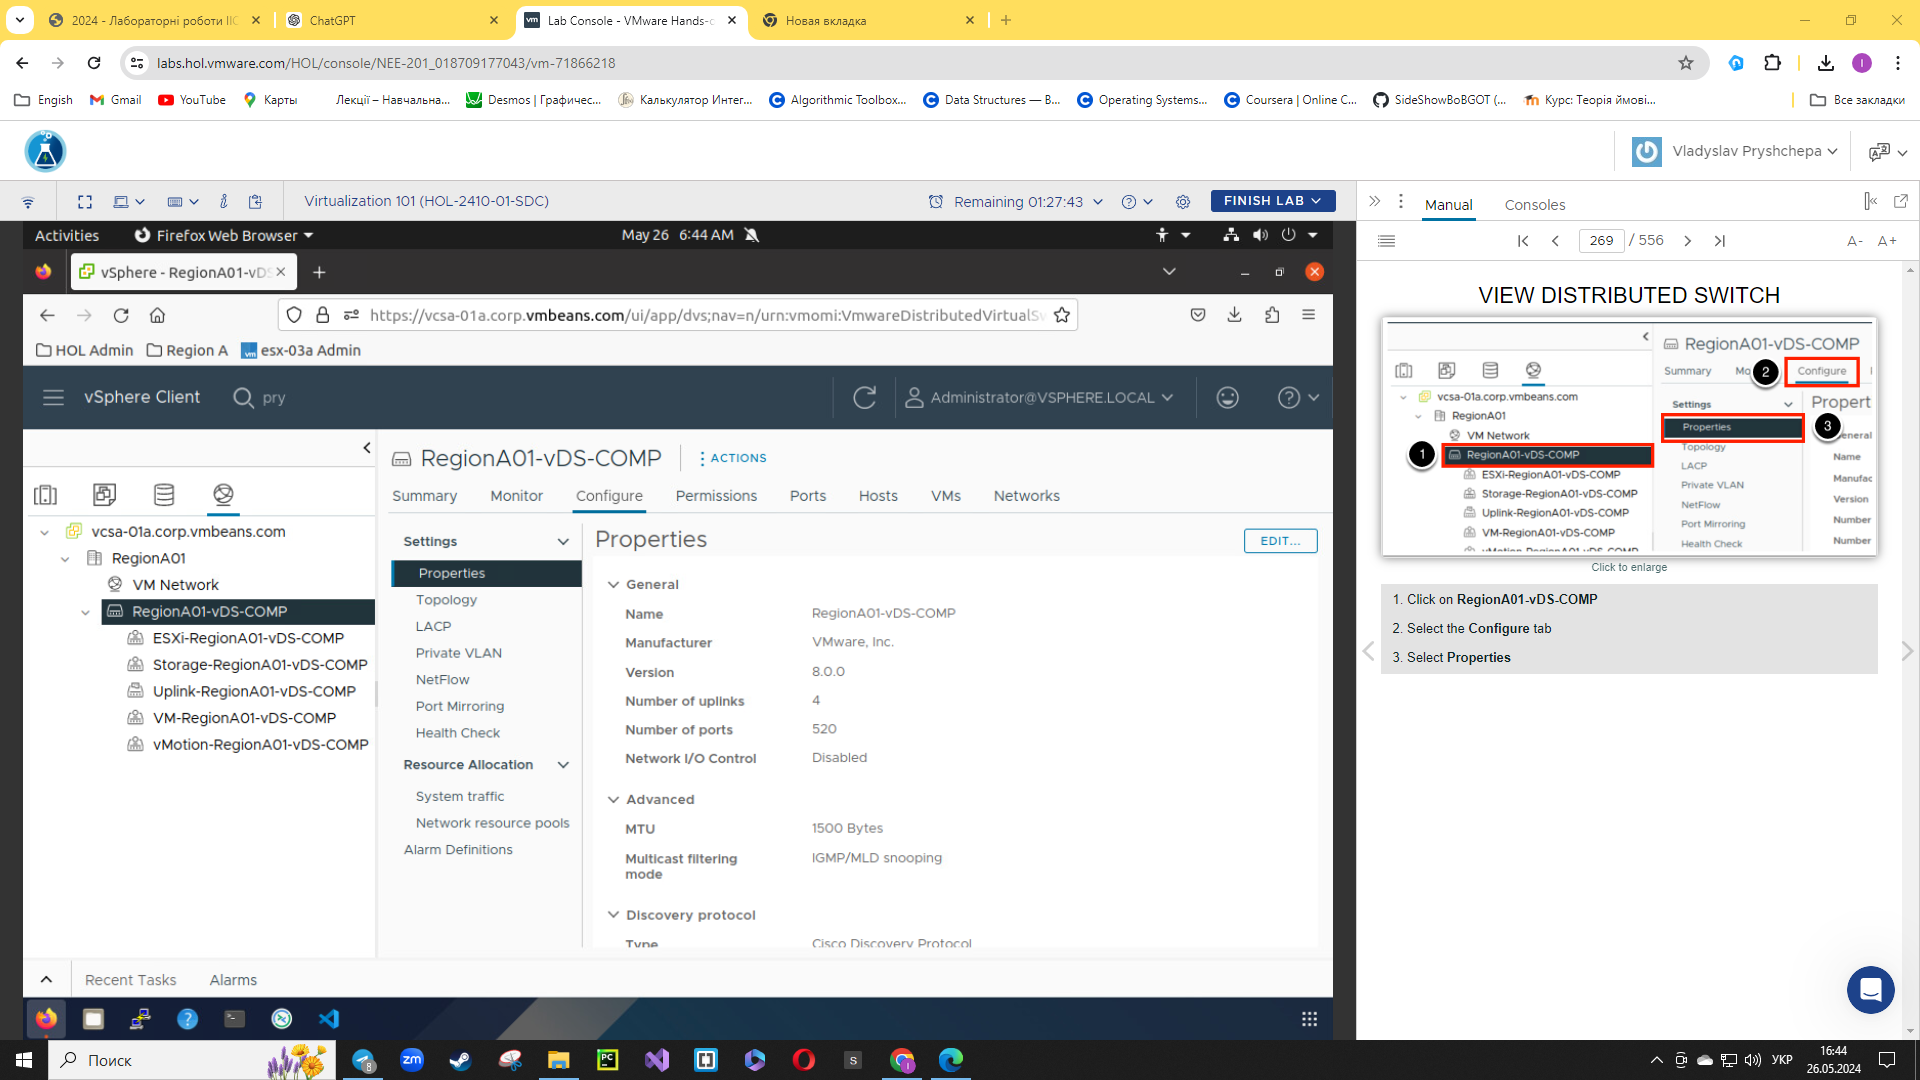 2024 - Лабораторні роботи ІІС
ChatGPT
Lab Console - VMware Hands-o
Новая вкладка
labs.hol.vmware.com/HOL/console/NEE-201_018709177043/vm-71866218
Engish
Gmail
YouTube
Карты
Лекції – Навчальна...
Desmos | Графичес...
Калькулятор Интег...
Algorithmic Toolbox...
Data Structures — В...
Operating Systems...
Coursera | Online C...
SideShowBoBGOT (...
Курс: Теорія ймові...
Все закладки
Vladyslav Pryshchepa
Virtualization 101 (HOL-2410-01-SDC)
Remaining 01:27:43
FINISH LAB
Manual
Consoles
Activities
Firefox Web Browser
May 26 6:44 AM
269 / 556
A- A+
vSphere - RegionA01-vDS
https://vcsa-01a.corp.vmbeans.com/ui/app/dvs;nav=n/urn:vmomi:VmwareDistributedVirtualSw
HOL Admin
Region A
esx-03a Admin
vSphere Client
pry
Administrator@VSPHERE.LOCAL
RegionA01-vDS-COMP
ACTIONS
Summary
Monitor
Configure
Permissions
Ports
Hosts
VMs
Networks
vcsa-01a.corp.vmbeans.com
RegionA01
VM Network
RegionA01-vDS-COMP
ESXi-RegionA01-vDS-COMP
Storage-RegionA01-vDS-COMP
Uplink-RegionA01-vDS-COMP
VM-RegionA01-vDS-COMP
vMotion-RegionA01-vDS-COMP
Settings
Properties
Topology
LACP
Private VLAN
NetFlow
Port Mirroring
Health Check
Resource Allocation
System traffic
Network resource pools
Alarm Definitions
Properties
EDIT...
General
Name RegionA01-vDS-COMP
Manufacturer VMware, Inc.
Version 8.0.0
Number of uplinks 4
Number of ports 520
Network I/O Control Disabled
Advanced
MTU 1500 Bytes
Multicast filtering mode IGMP/MLD snooping
Discovery protocol
Type Cisco Discovery Protocol
Recent Tasks
Alarms
VIEW DISTRIBUTED SWITCH
RegionA01-vDS-COMP
Summary
Mo
2
Configure
vcsa-01a.corp.vmbeans.com
RegionA01
VM Network
1
RegionA01-vDS-COMP
ESXi-RegionA01-vDS-COMP
Storage-RegionA01-vDS-COMP
Uplink-RegionA01-vDS-COMP
VM-RegionA01-vDS-COMP
vMotion-RegionA01-vDS-COMP
Settings
Properties
3
Topology
LACP
Private VLAN
NetFlow
Port Mirroring
Health Check
Propert
eneral
Name
Manufac
Version
Number
Number
Click to enlarge
1. Click on RegionA01-vDS-COMP
2. Select the Configure tab
3. Select Properties
Поиск
8
zm
PC
S
I
УКР
16:44
26.05.2024